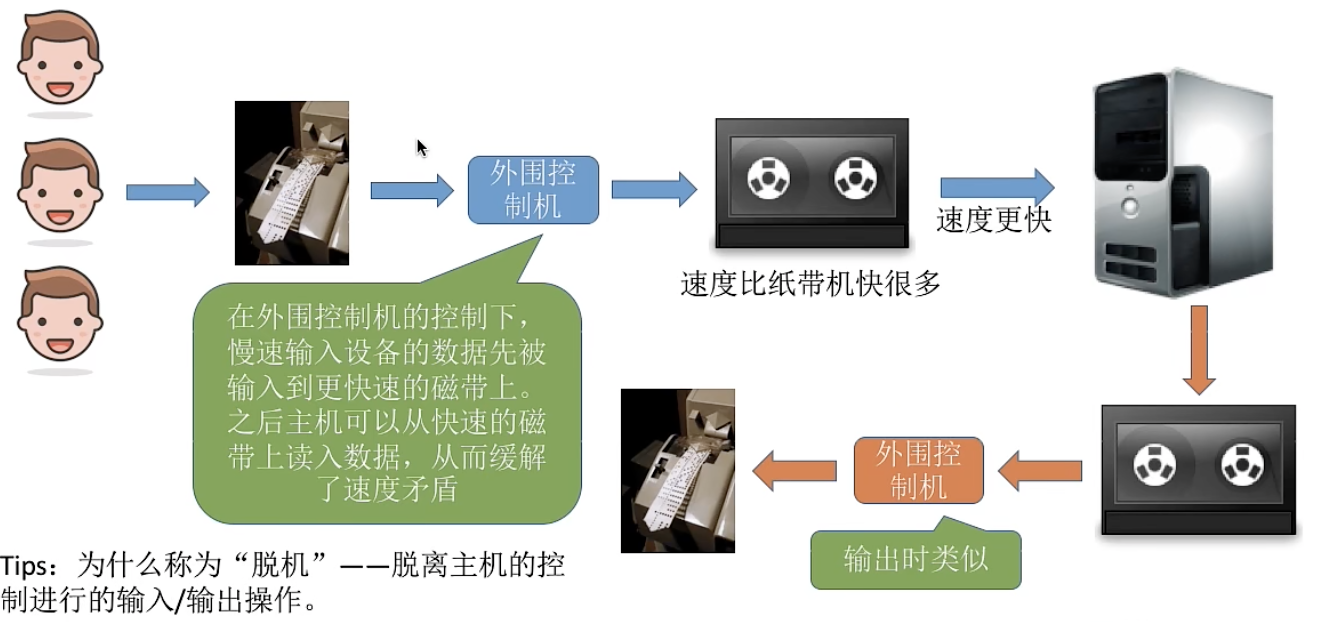 外围控
制机
速度更快
速度比纸带机快很多
在外围控制机的控制下，
慢速输入设备的数据先被
输入到更快速的磁带上。
之后主机可以从快速的磁
带上读入数据，从而缓解
了速度矛盾
外围控
制机
输出时类似
Tips：为什么称为“脱机”——脱离主机的控
制进行的输入/输出操作。